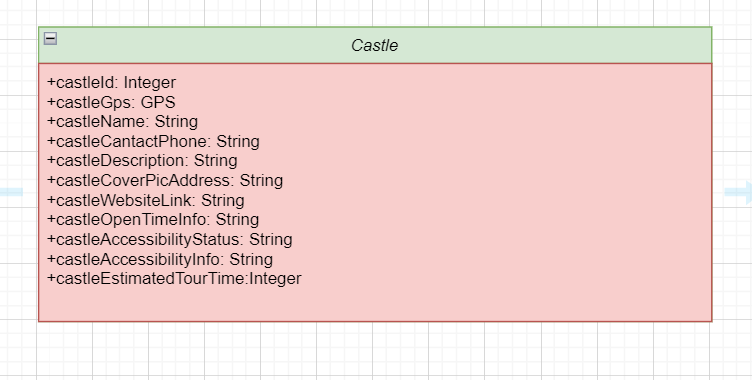 Castle
+castleId: Integer
+castleGps: GPS
+castleName: String
+castleCantactPhone: String
+castleDescription: String
+castleCoverPicAddress: String
+castleWebsiteLink: String
+castleOpenTimeInfo: String
+castleAccessibilityStatus: String
+castleAccessibilityInfo: String
+castleEstimatedTourTime:Integer